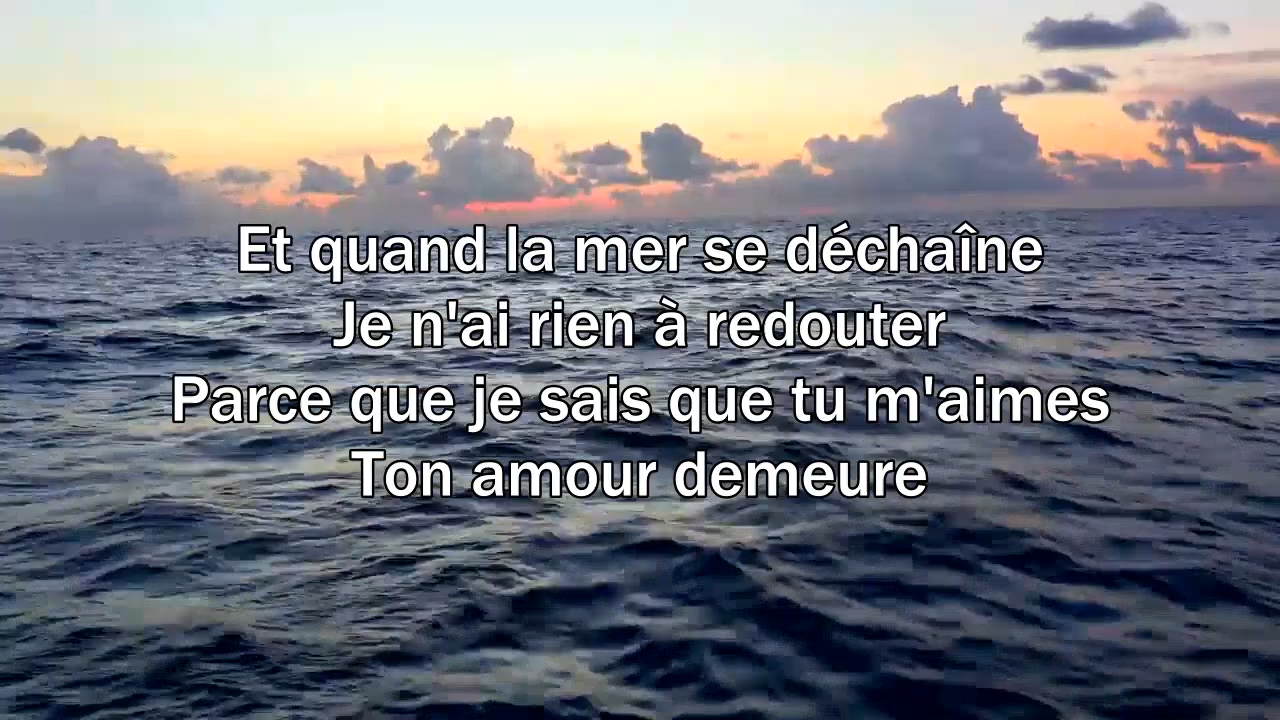 Et quand la mer se déchaîne
Je n'ai rien à redouter
Parce que je sais que tu m'aimes
Ton amour demeure